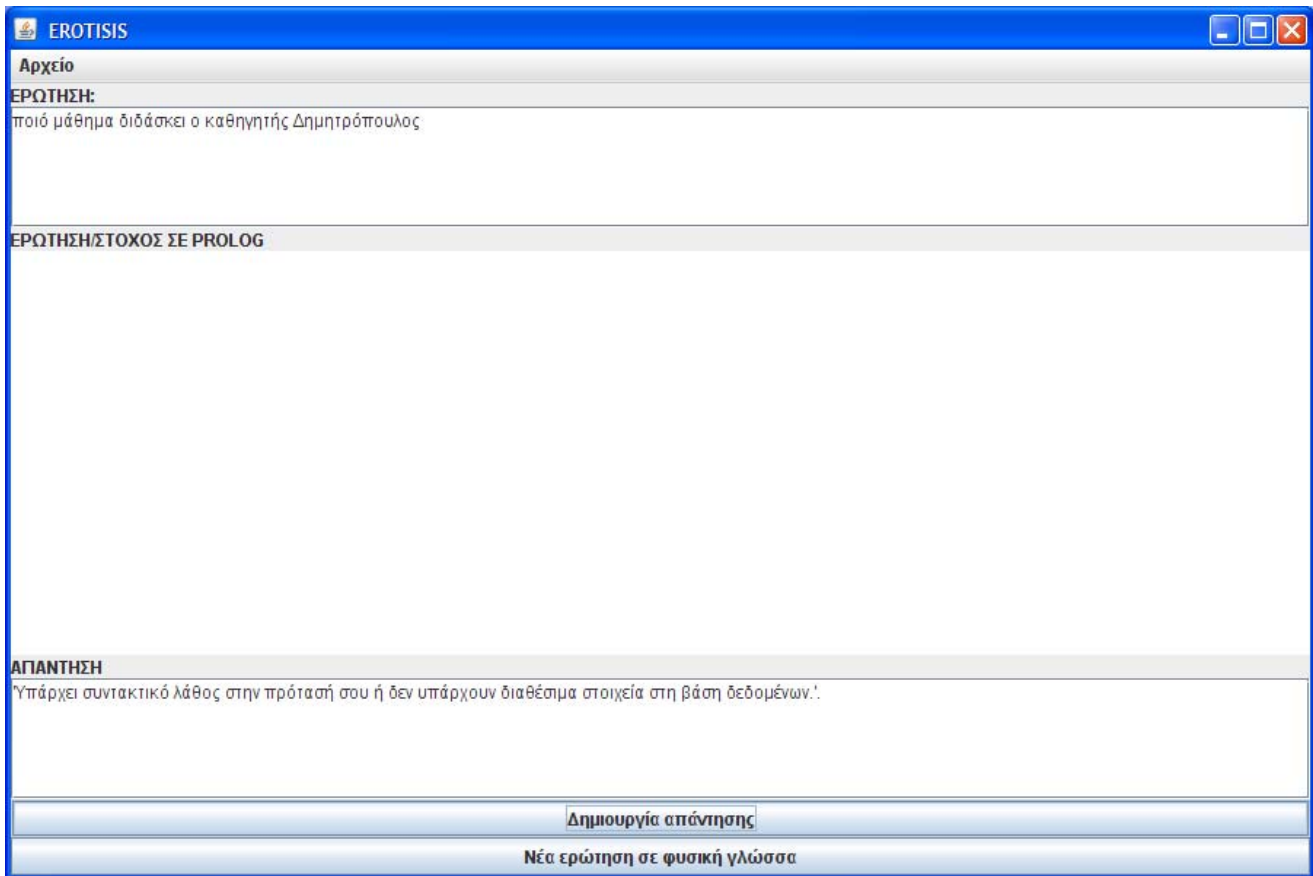 EROTISIS
Αρχείο
ΕΡΩΤΗΣΗ:
ποιό μάθημα διδάσκει ο καθηγητής Δημητρόπουλος
ΕΡΩΤΗΣΗ/ΣΤΟΧΟΣ ΣΕ PROLOG
ΑΠΑΝΤΗΣΗ
'Υπάρχει συντακτικό λάθος στην πρότασή σου ή δεν υπάρχουν διαθέσιμα στοιχεία στη βάση δεδομένων.'.
Δημιουργία απάντησης
Νέα ερώτηση σε φυσική γλώσσα